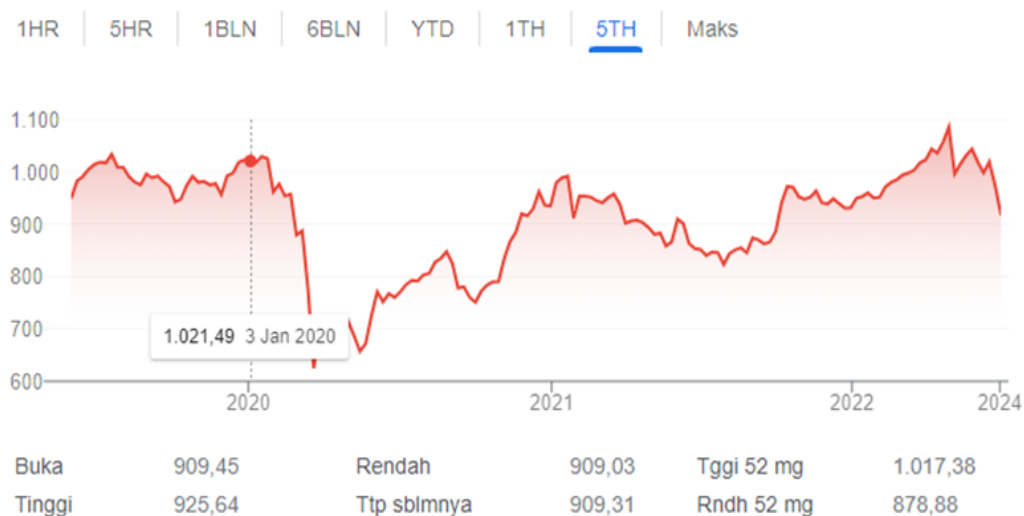 1HR 5HR 1BLN 6BLN YTD 1TH 5TH Maks
1.100
1.000
900
800
700
600
1.021,49 3 Jan 2020
2020 2021 2022 2024
Buka 909,45 Rendah 909,03 Tggi 52 mg 1.017,38
Tinggi 925,64 Ttp sblmnya 909,31 Rndh 52 mg 878,88